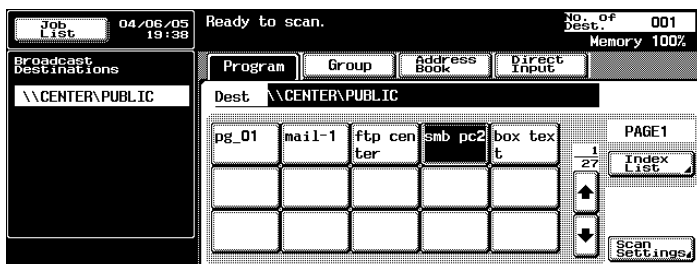 Job
List
04/06/05
19:38
Ready to scan.
No. of
Dest.
001
Memory 100%
Broadcast
Destinations
\\CENTER\PUBLIC
Program
Group
Address
Book
Direct
Input
Dest
\\CENTER\PUBLIC
pg_01
mail-1
ftp cen
ter
smb pc2
box tex
t
1
27
PAGE1
Index
List
Scan
Settings